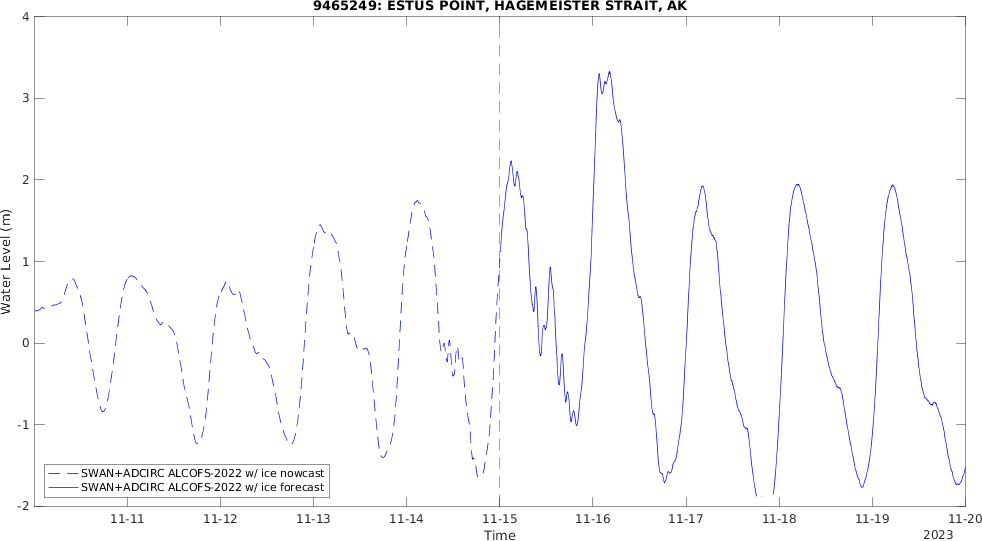 9465249: ESTUS POINT, HAGEMEISTER STRAIT, AK
4
3
2
1
0
-1
-2
Water Level (m)
SWAN+ADCIRC ALCOFS-2022 w/ ice nowcast
SWAN+ADCIRC ALCOFS-2022 w/ ice forecast
11-11 11-12 11-13 11-14 11-15 11-16 11-17 11-18 11-19 11-20
Time
2023